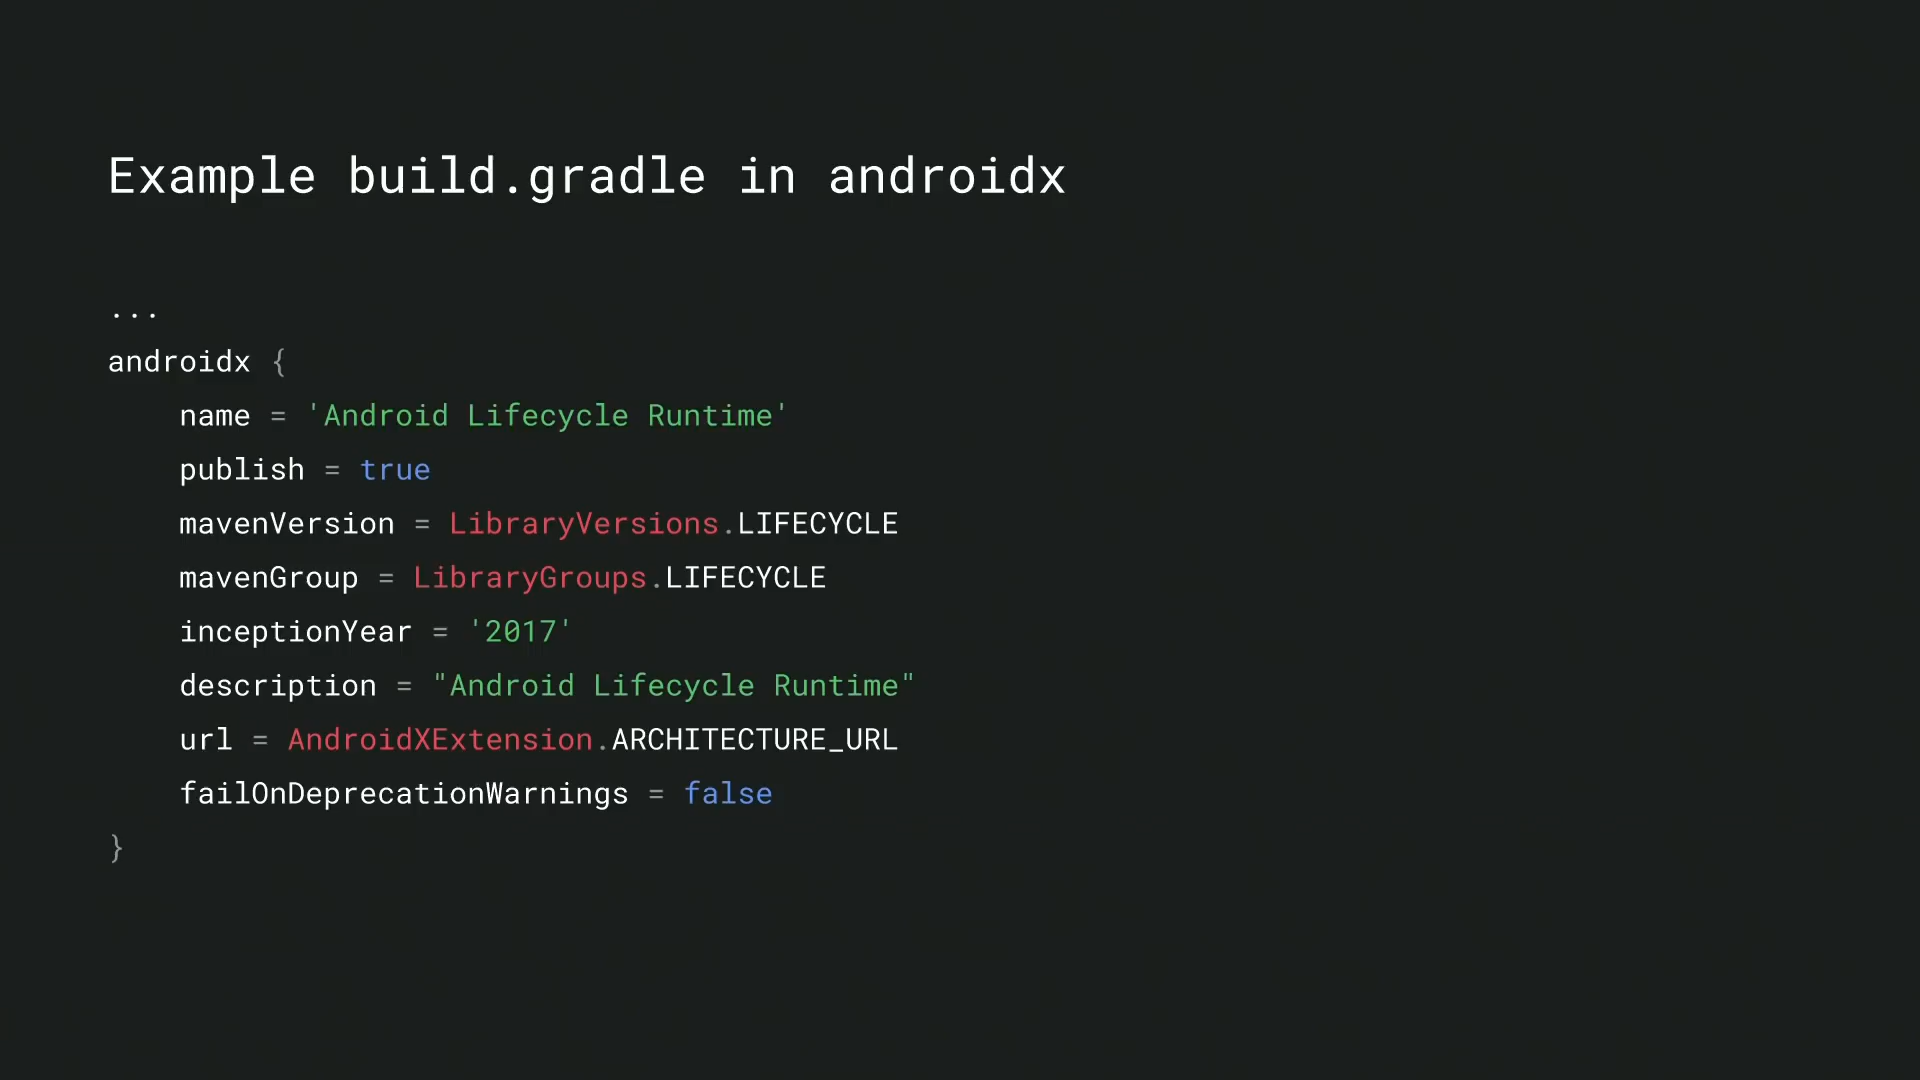 Example build.gradle in androidx
...
androidx {
    name = 'Android Lifecycle Runtime'
    publish = true
    mavenVersion = LibraryVersions.LIFECYCLE
    mavenGroup = LibraryGroups.LIFECYCLE
    inceptionYear = '2017'
    description = "Android Lifecycle Runtime"
    url = AndroidXExtension.ARCHITECTURE_URL
    failOnDeprecationWarnings = false
}